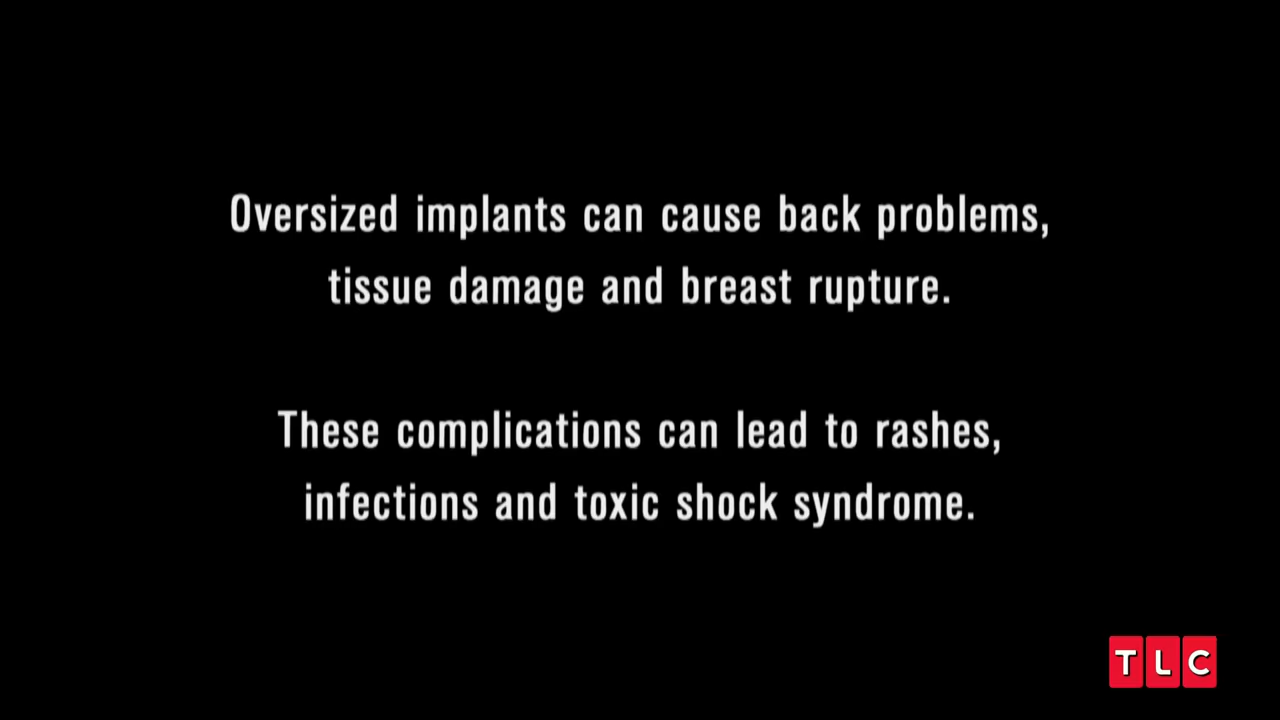 Oversized implants can cause back problems,
tissue damage and breast rupture.
These complications can lead to rashes,
infections and toxic shock syndrome.
TLC